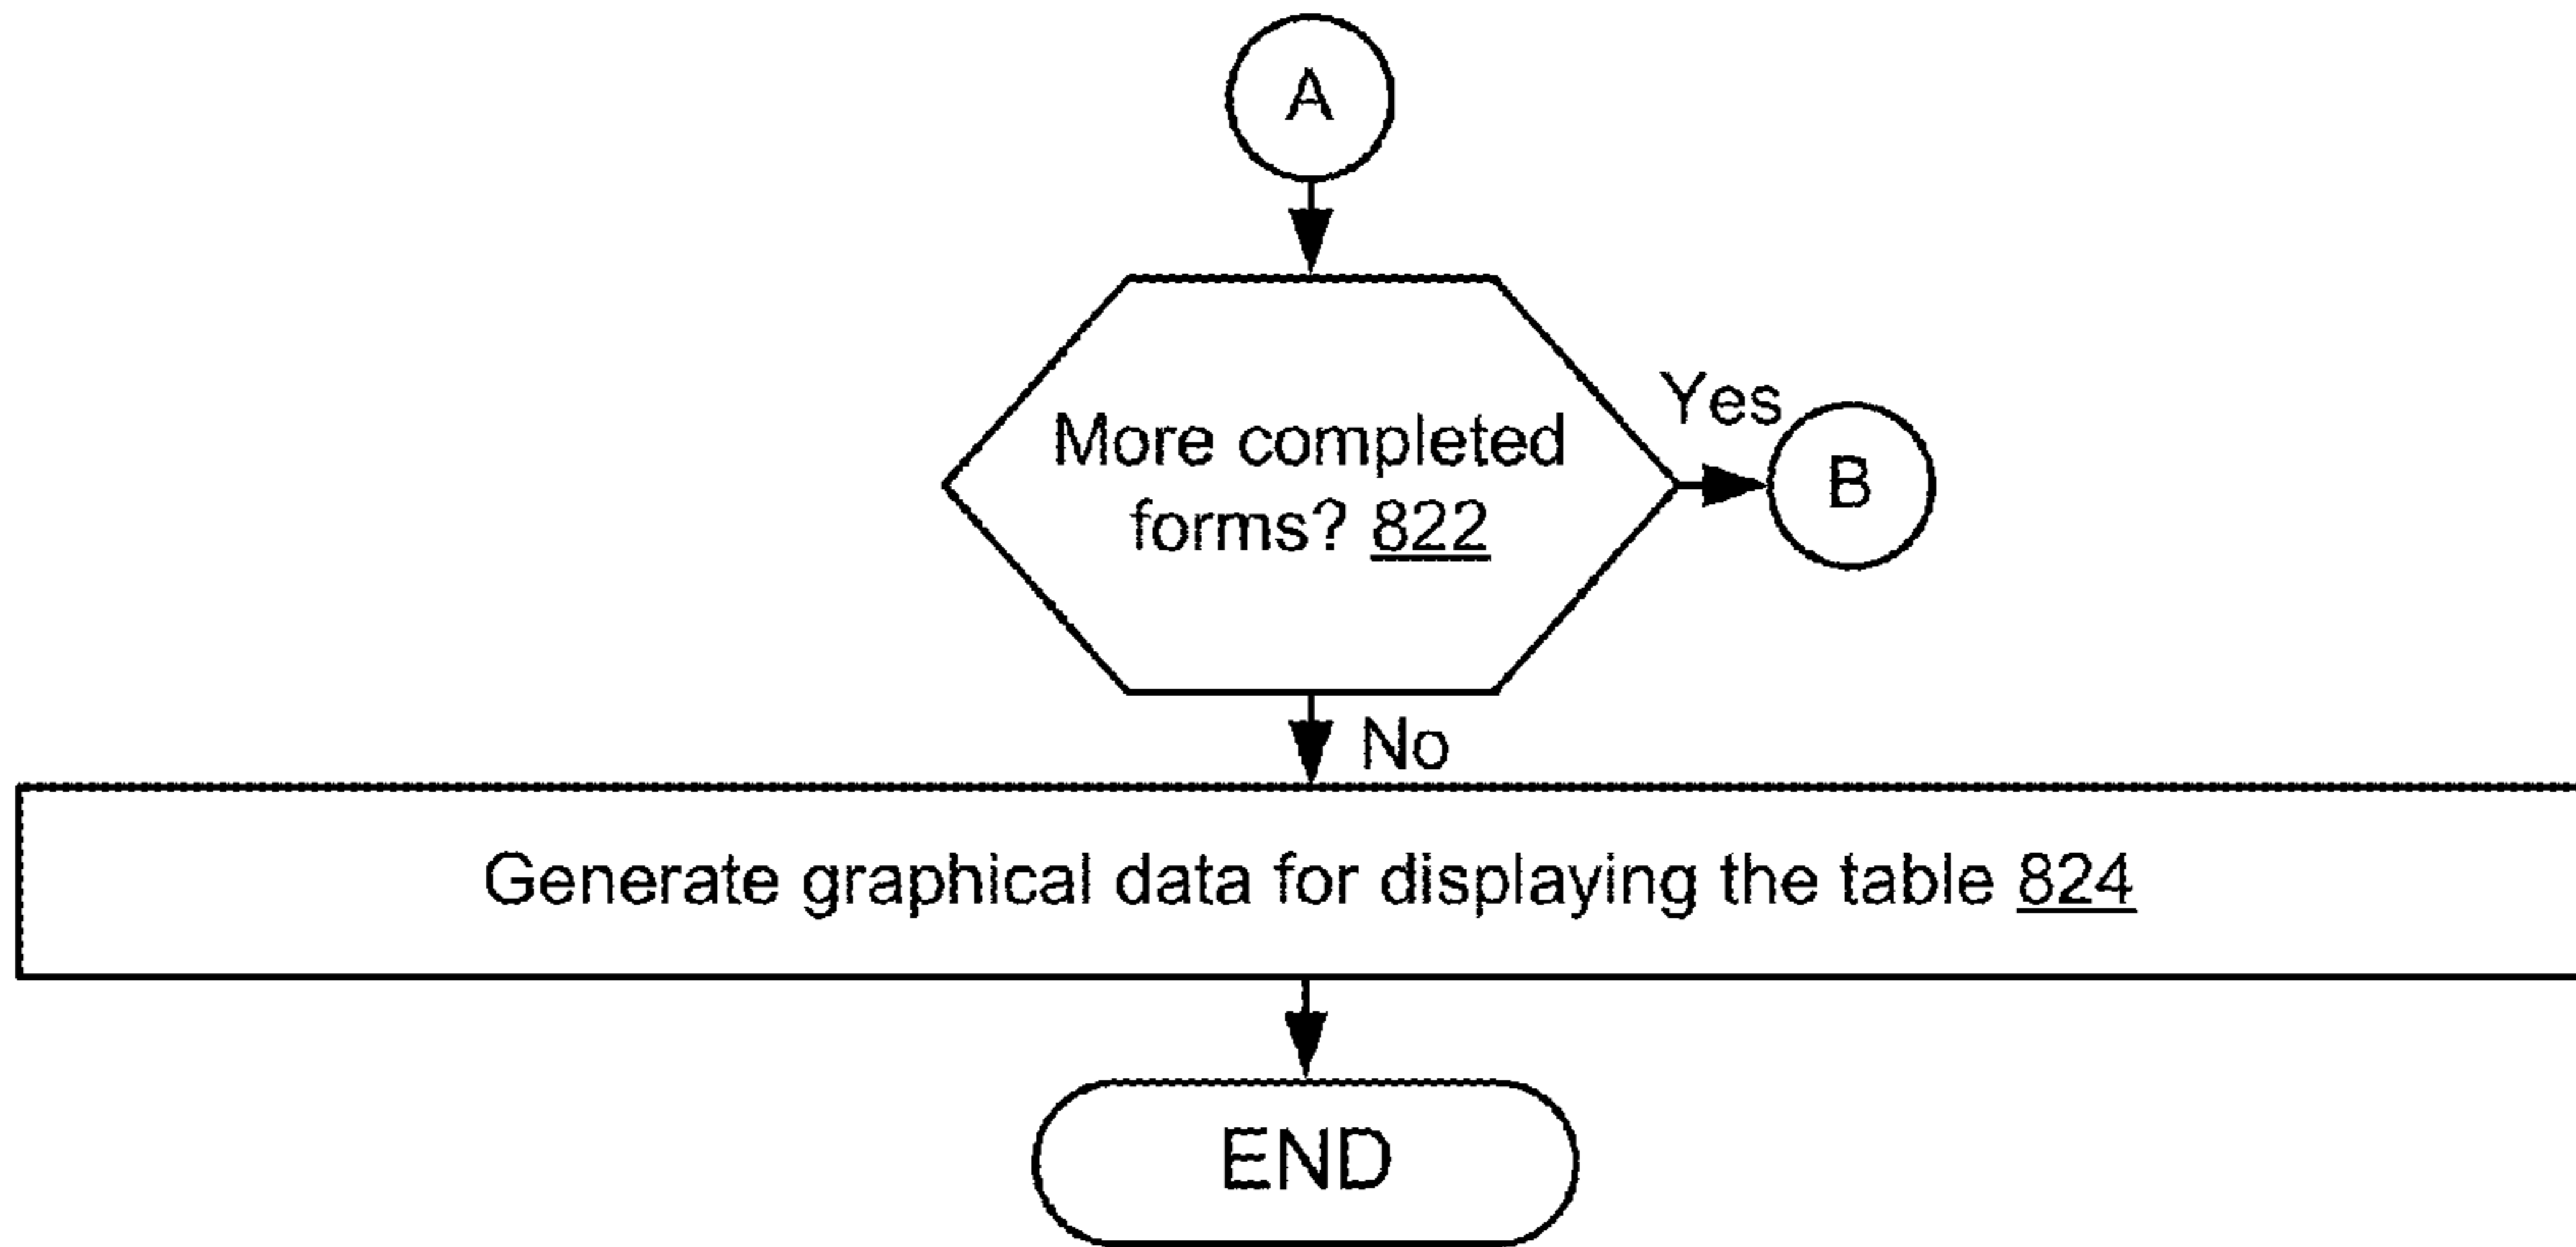 A
More completed
forms? 822
Yes
B
No
Generate graphical data for displaying the table 824
END